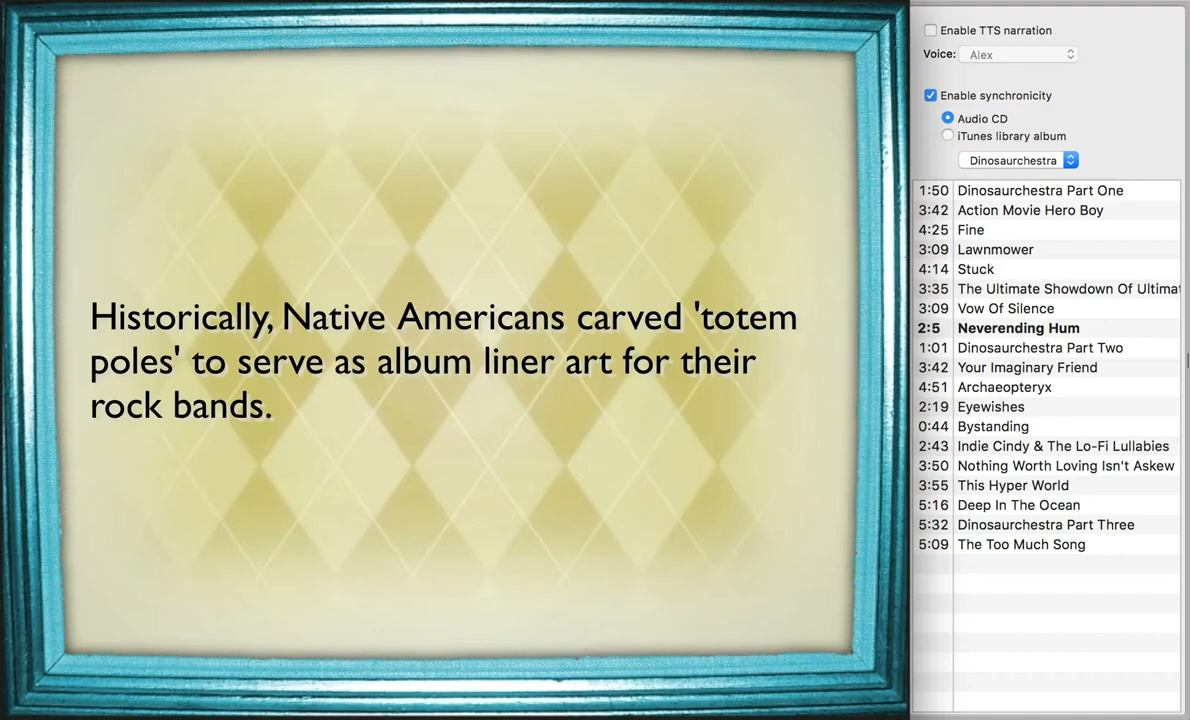 Historically, Native Americans carved 'totem
poles' to serve as album liner art for their
rock bands.
Enable TTS narration
Voice: Alex
Enable synchronicity
Audio CD
iTunes library album
Dinosaurchestra
1:50 Dinosaurchestra Part One
3:42 Action Movie Hero Boy
4:25 Fine
3:09 Lawnmower
4:14 Stuck
3:35 The Ultimate Showdown Of Ultimat
3:09 Vow Of Silence
2:5 Neverending Hum
1:01 Dinosaurchestra Part Two
3:42 Your Imaginary Friend
4:51 Archaeopteryx
2:19 Eyewishes
0:44 Bystanding
2:43 Indie Cindy & The Lo-Fi Lullabies
3:50 Nothing Worth Loving Isn't Askew
3:55 This Hyper World
5:16 Deep In The Ocean
5:32 Dinosaurchestra Part Three
5:09 The Too Much Song